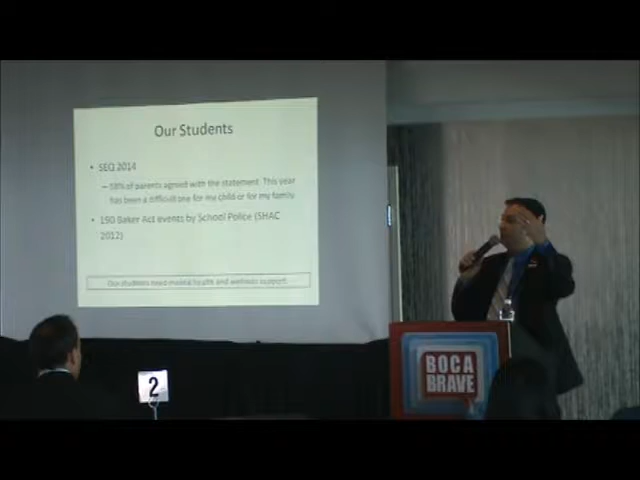 Our Students
• SEQ 2014
– 58% of parents agreed with the statement: This year
has been a difficult one for my child or for my family.
• 190 Baker Act events by School Police (SHAC
2012)
Our students need mental health and wellness support.
2
BOCA
BRAVE